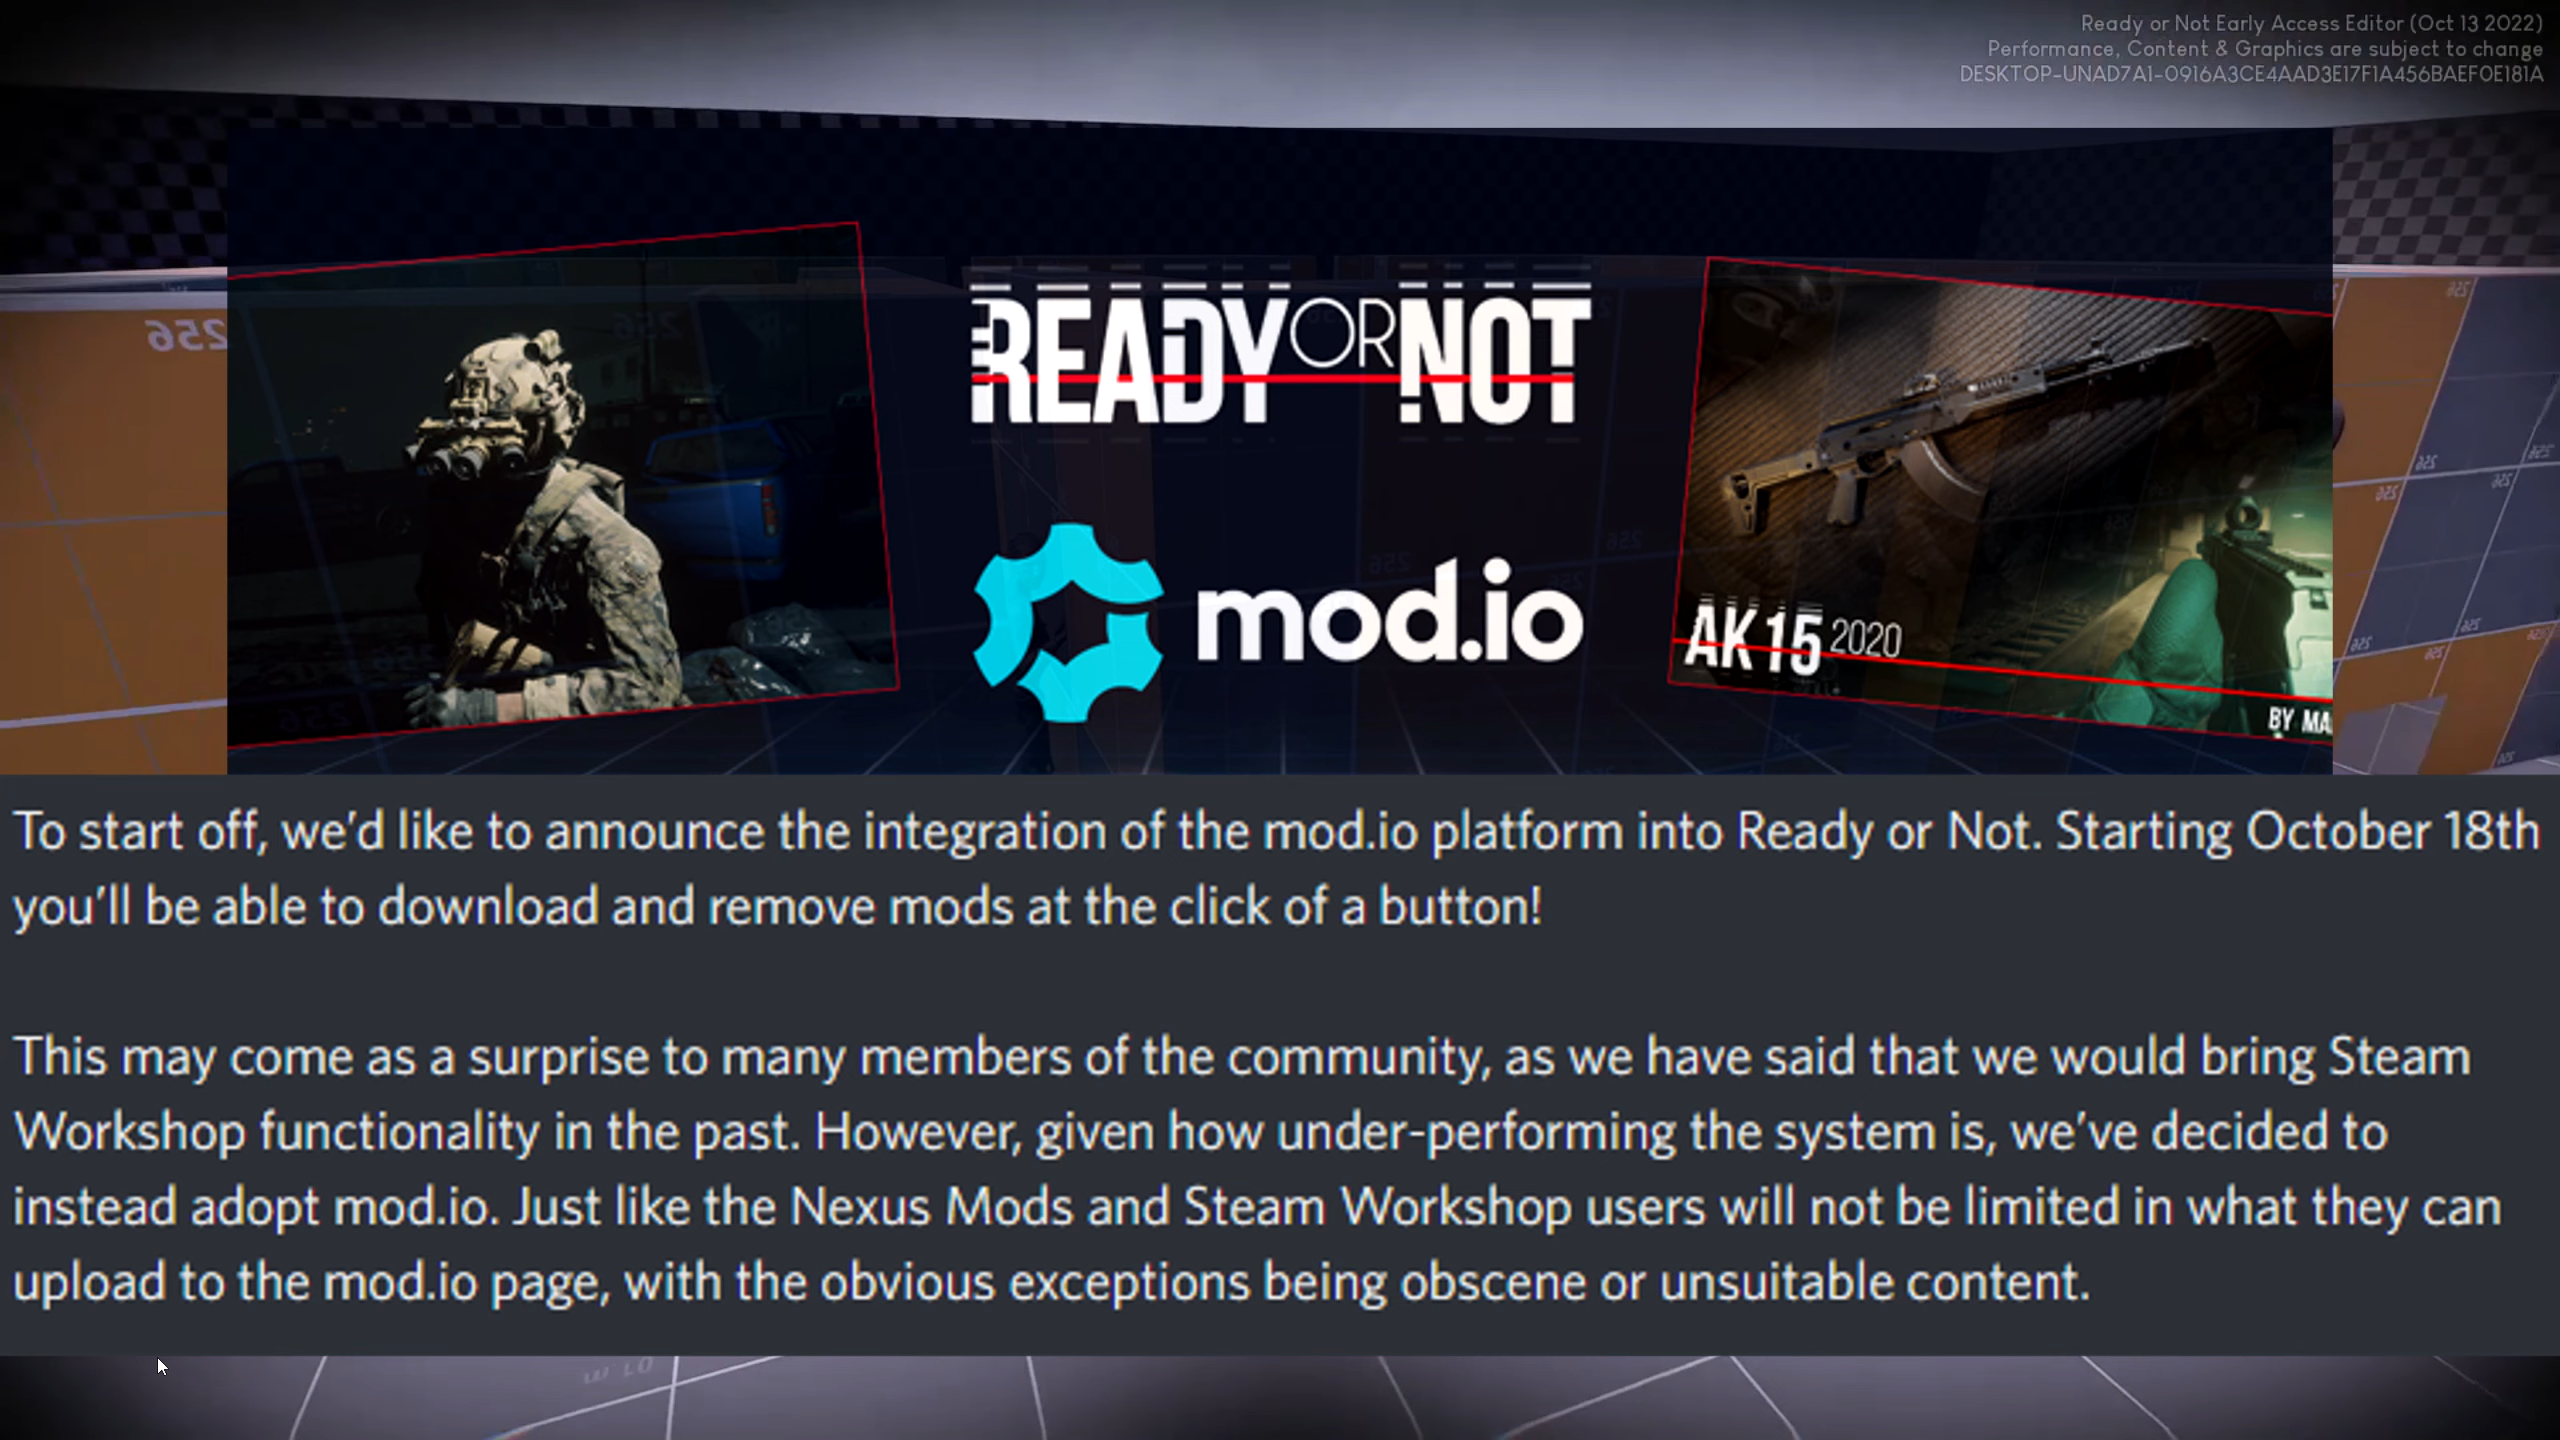 Ready or Not Early Access Editor (Oct 13 2022)
Performance, Content & Graphics are subject to change
DESKTOP-UNAD7A1-0916A3CE4AAD3E17F1A456BAEF0E181A
256
READY OR NOT
mod.io
AK15 2020
BY MA
To start off, we’d like to announce the integration of the mod.io platform into Ready or Not. Starting October 18th
you’ll be able to download and remove mods at the click of a button!
This may come as a surprise to many members of the community, as we have said that we would bring Steam
Workshop functionality in the past. However, given how under-performing the system is, we’ve decided to
instead adopt mod.io. Just like the Nexus Mods and Steam Workshop users will not be limited in what they can
upload to the mod.io page, with the obvious exceptions being obscene or unsuitable content.